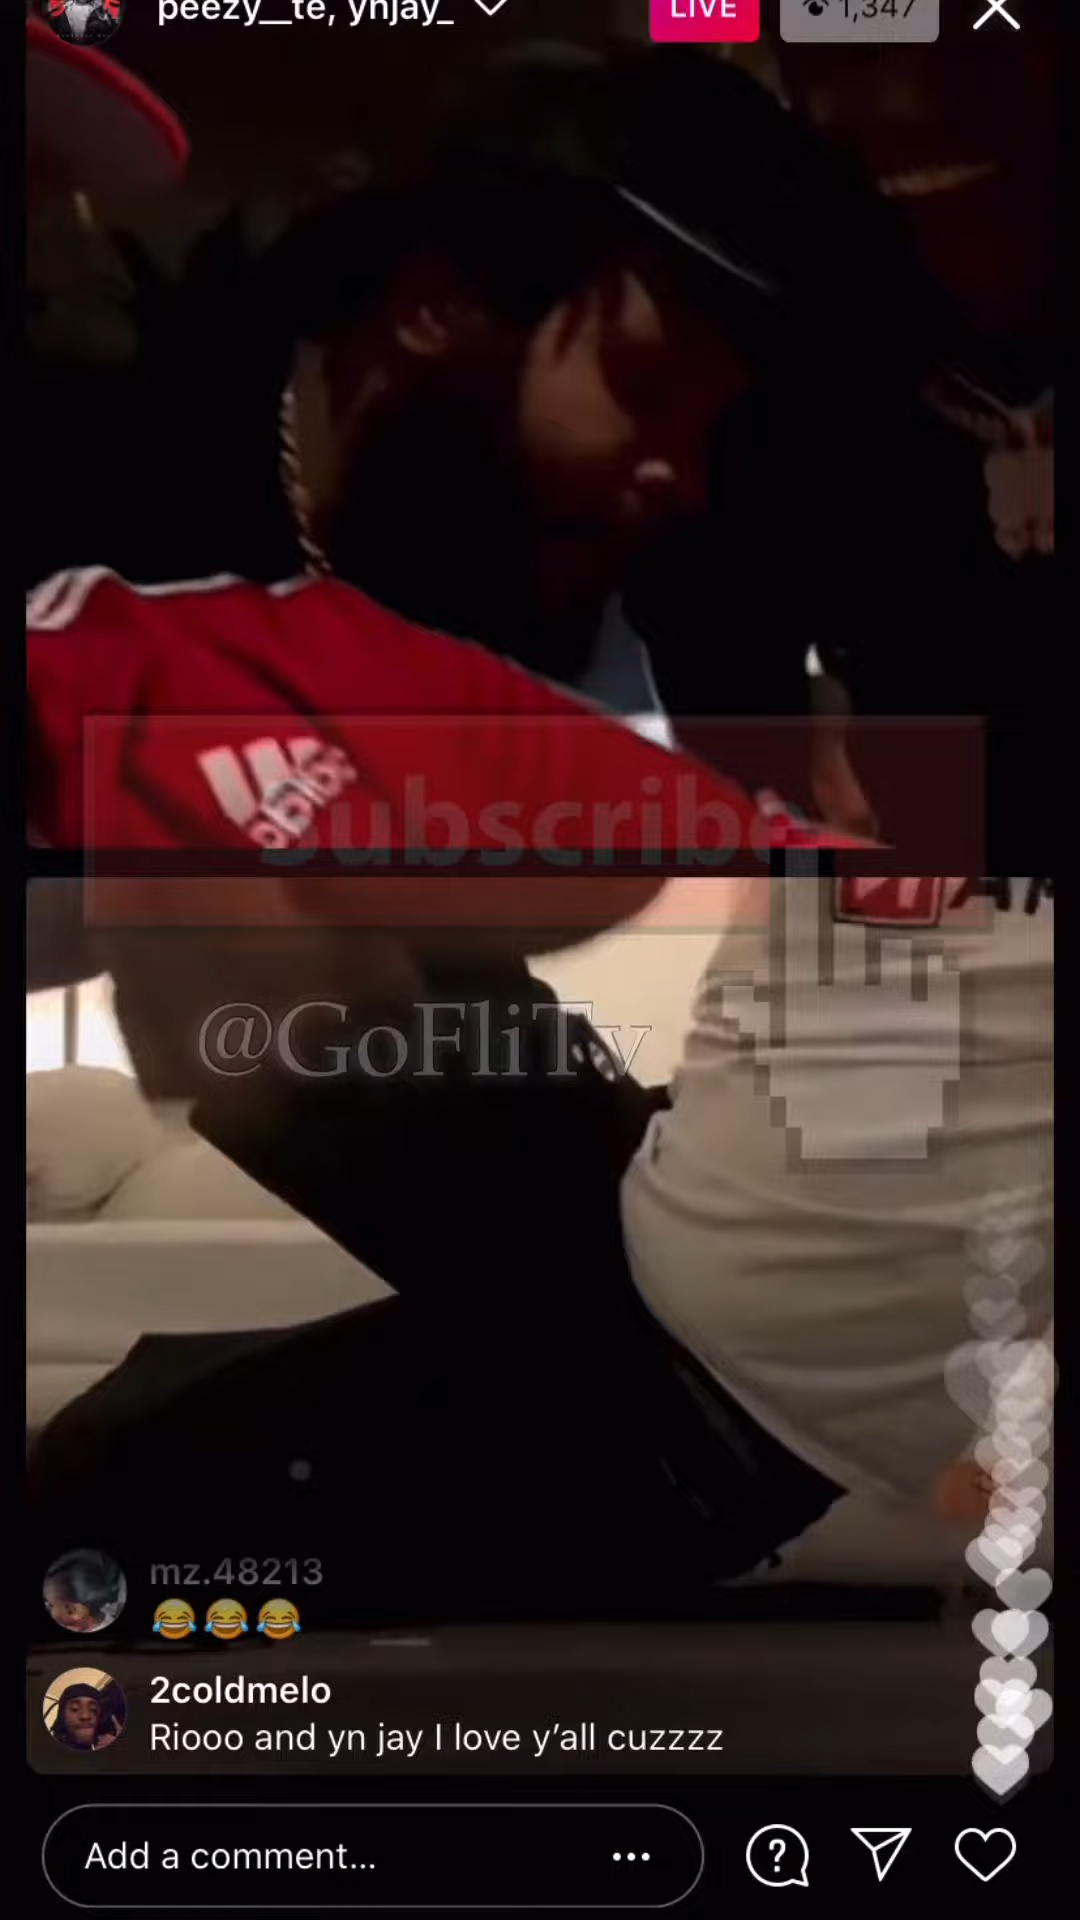 peezy__te, ynjay_
LIVE
1,347
adidas
Subscribe
@GoFliTv
mz.48213
😂😂😂
2coldmelo
Riooo and yn jay I love y’all cuzzzz
Add a comment...